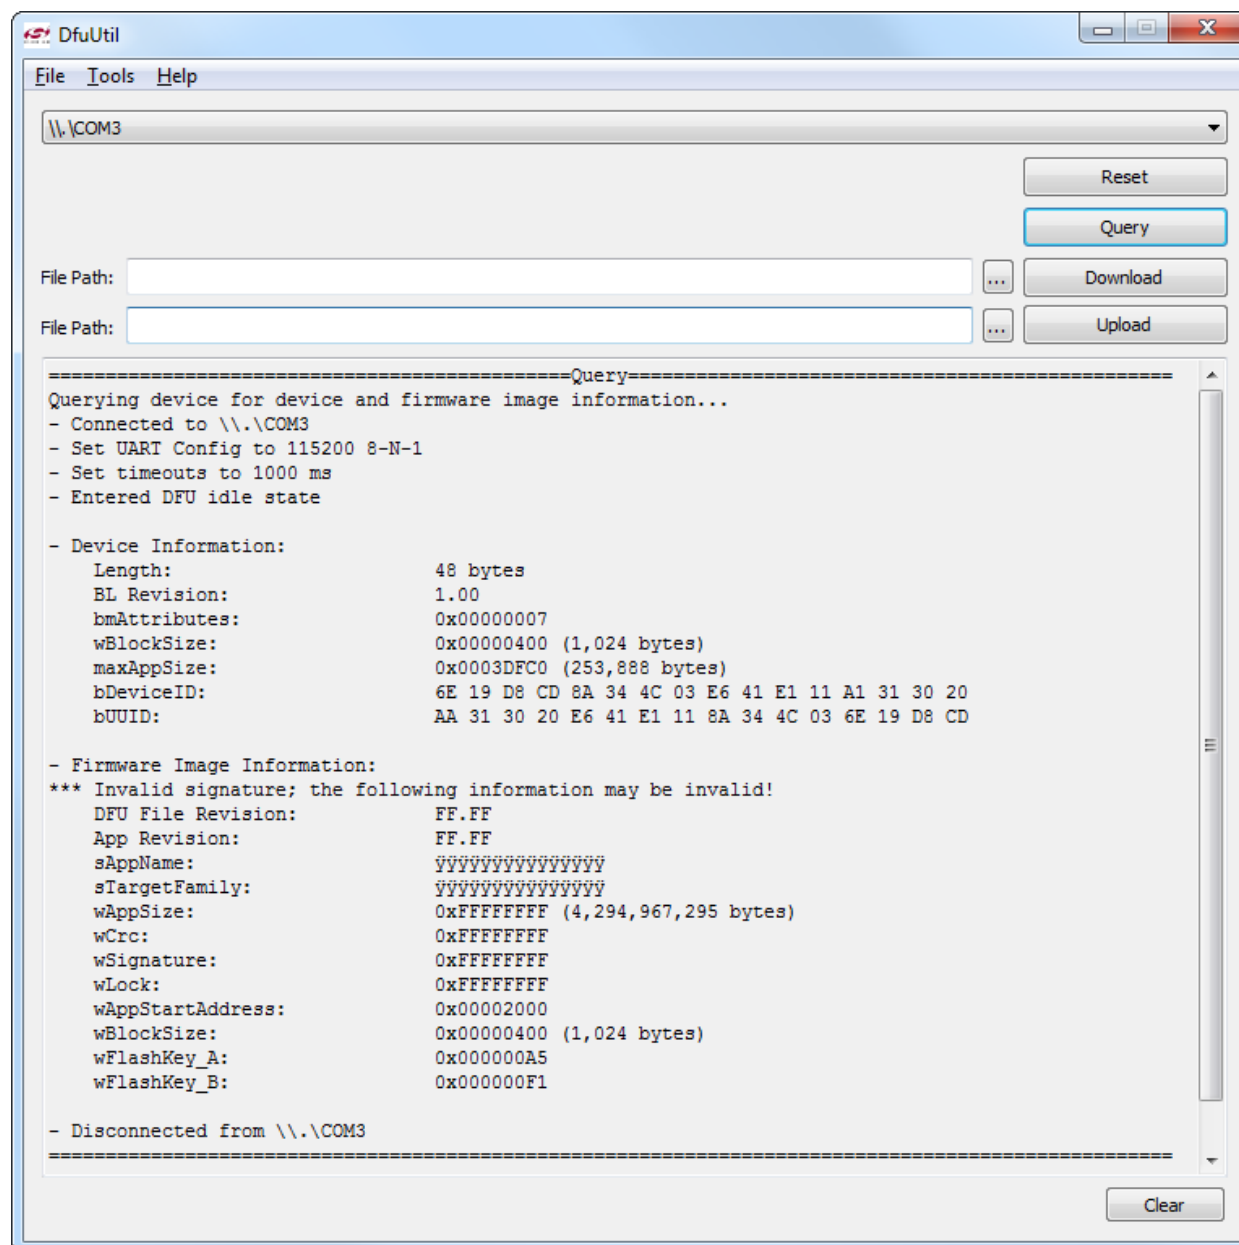 DfuUtil
File Tools Help
\\.\COM3
Reset
Query
File Path: ... Download
File Path: ... Upload
==============================================Query================================================
Querying device for device and firmware image information...
- Connected to \\.\COM3
- Set UART Config to 115200 8-N-1
- Set timeouts to 1000 ms
- Entered DFU idle state
- Device Information:
Length: 48 bytes
BL Revision: 1.00
bmAttributes: 0x00000007
wBlockSize: 0x00000400 (1,024 bytes)
maxAppSize: 0x0003DFC0 (253,888 bytes)
bDeviceID: 6E 19 D8 CD 8A 34 4C 03 E6 41 E1 11 A1 31 30 20
bUUID: AA 31 30 20 E6 41 E1 11 8A 34 4C 03 6E 19 D8 CD
- Firmware Image Information:
*** Invalid signature; the following information may be invalid!
DFU File Revision: FF.FF
App Revision: FF.FF
sAppName: ÿÿÿÿÿÿÿÿÿÿÿÿÿÿÿ
sTargetFamily: ÿÿÿÿÿÿÿÿÿÿÿÿÿÿÿ
wAppSize: 0xFFFFFFFF (4,294,967,295 bytes)
wCrc: 0xFFFFFFFF
wSignature: 0xFFFFFFFF
wLock: 0xFFFFFFFF
wAppStartAddress: 0x00002000
wBlockSize: 0x00000400 (1,024 bytes)
wFlashKey_A: 0x000000A5
wFlashKey_B: 0x000000F1
- Disconnected from \\.\COM3
===================================================================================================
Clear